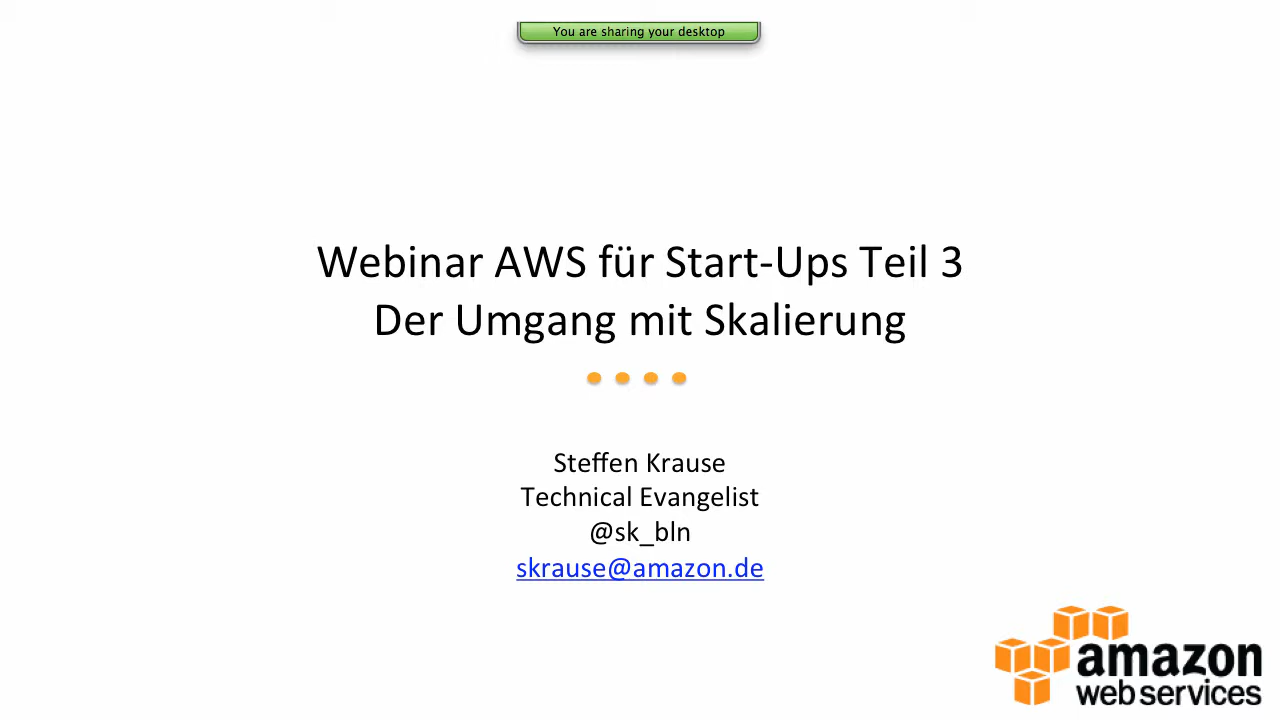 You are sharing your desktop
Webinar AWS für Start-Ups Teil 3
Der Umgang mit Skalierung
Steffen Krause
Technical Evangelist
@sk_bln
skrause@amazon.de
amazon
web services